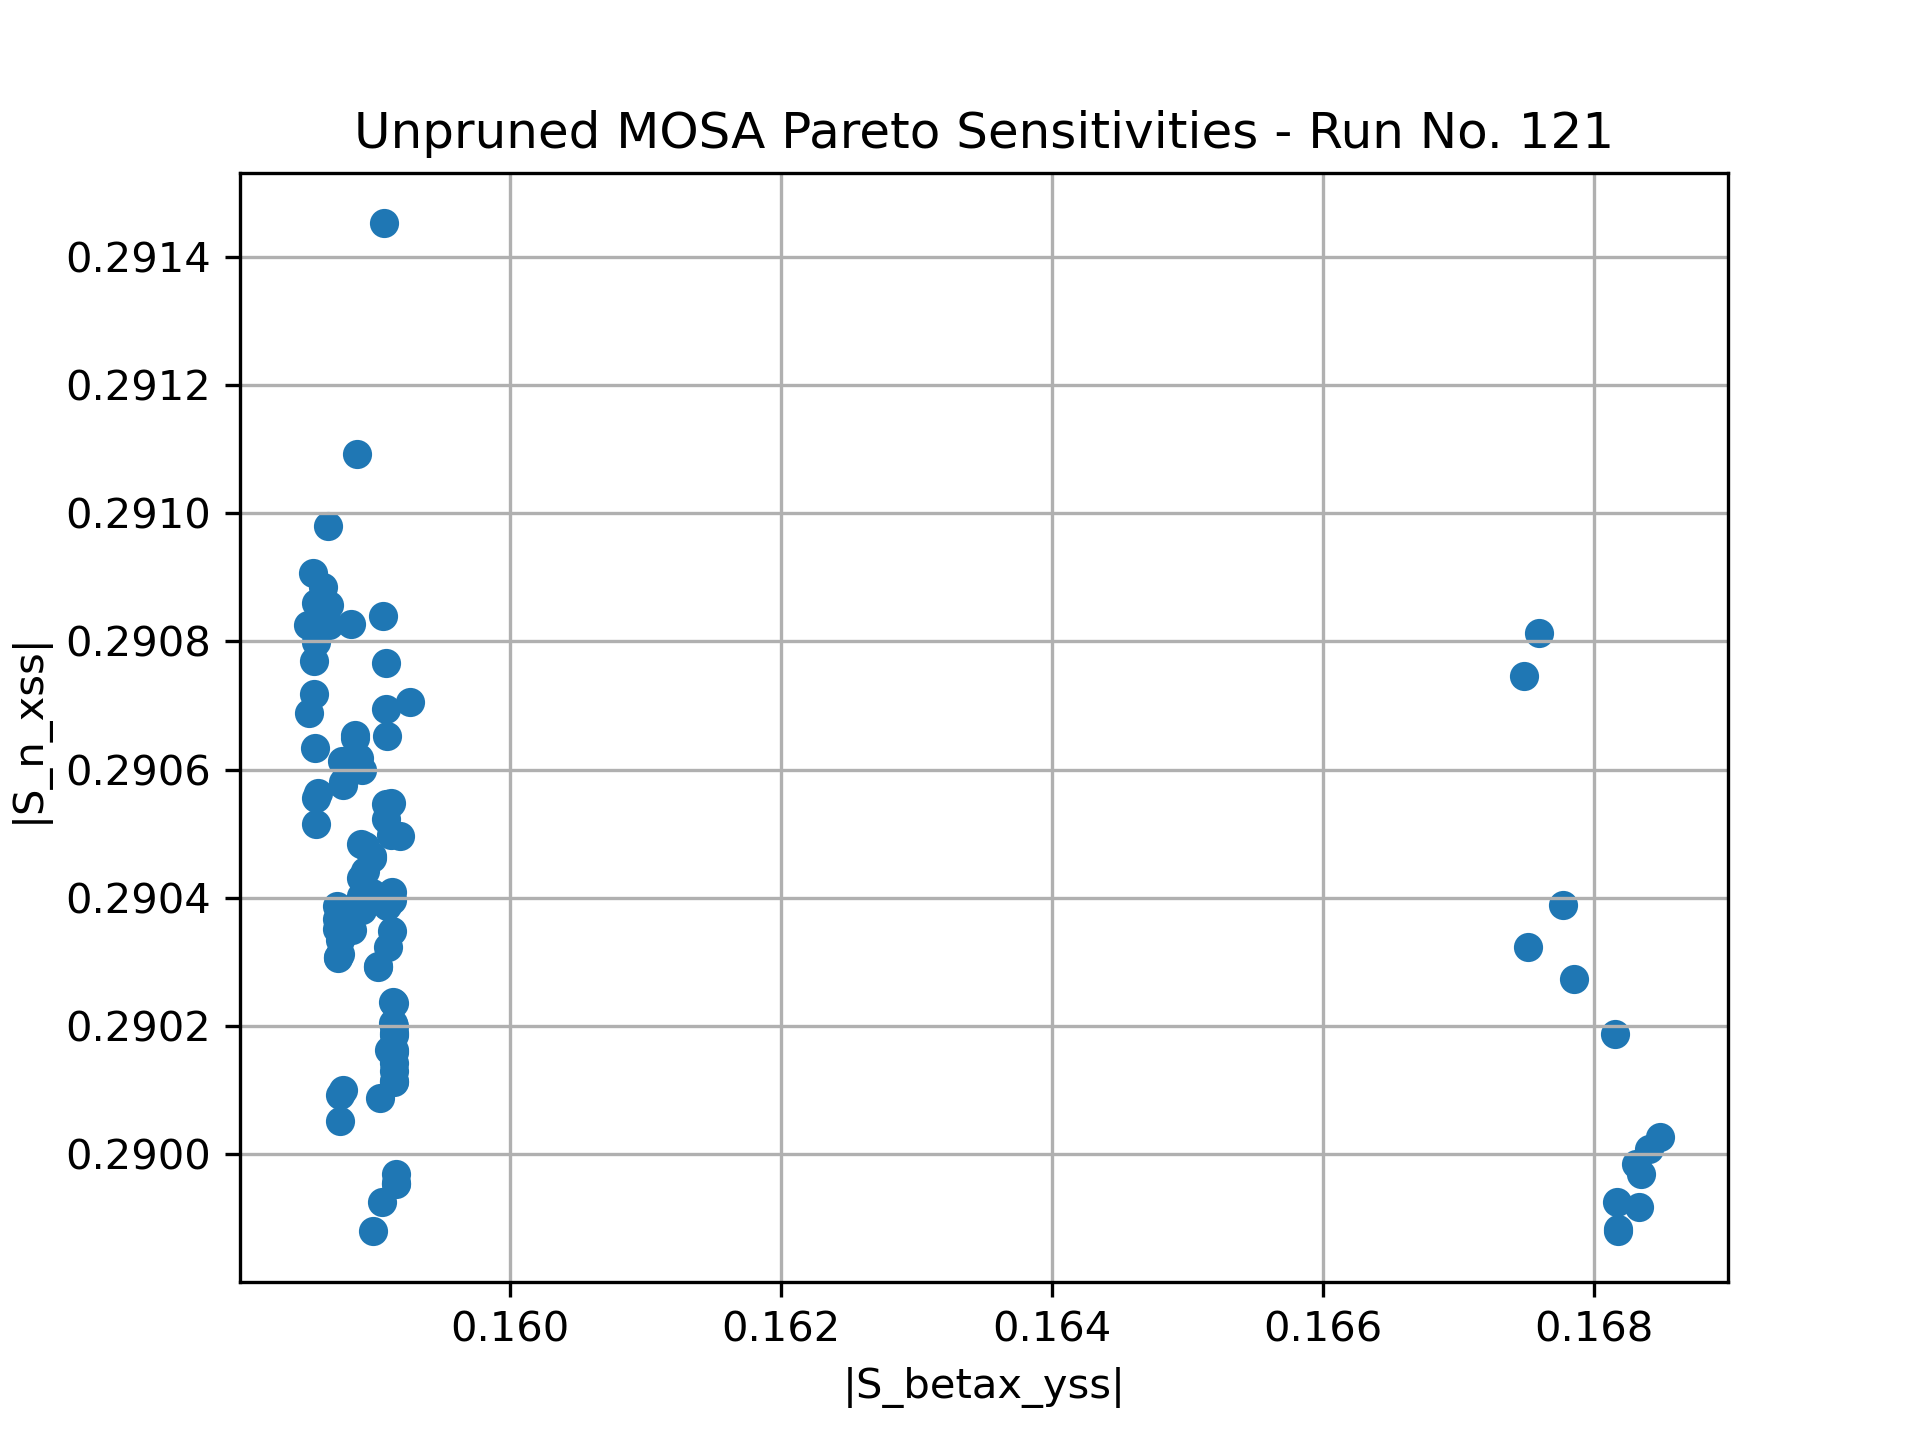 Unpruned MOSA Pareto Sensitivities - Run No. 121
|S_n_xss|
0.2914
0.2912
0.2910
0.2908
0.2906
0.2904
0.2902
0.2900
0.160 0.162 0.164 0.166 0.168
|S_betax_yss|